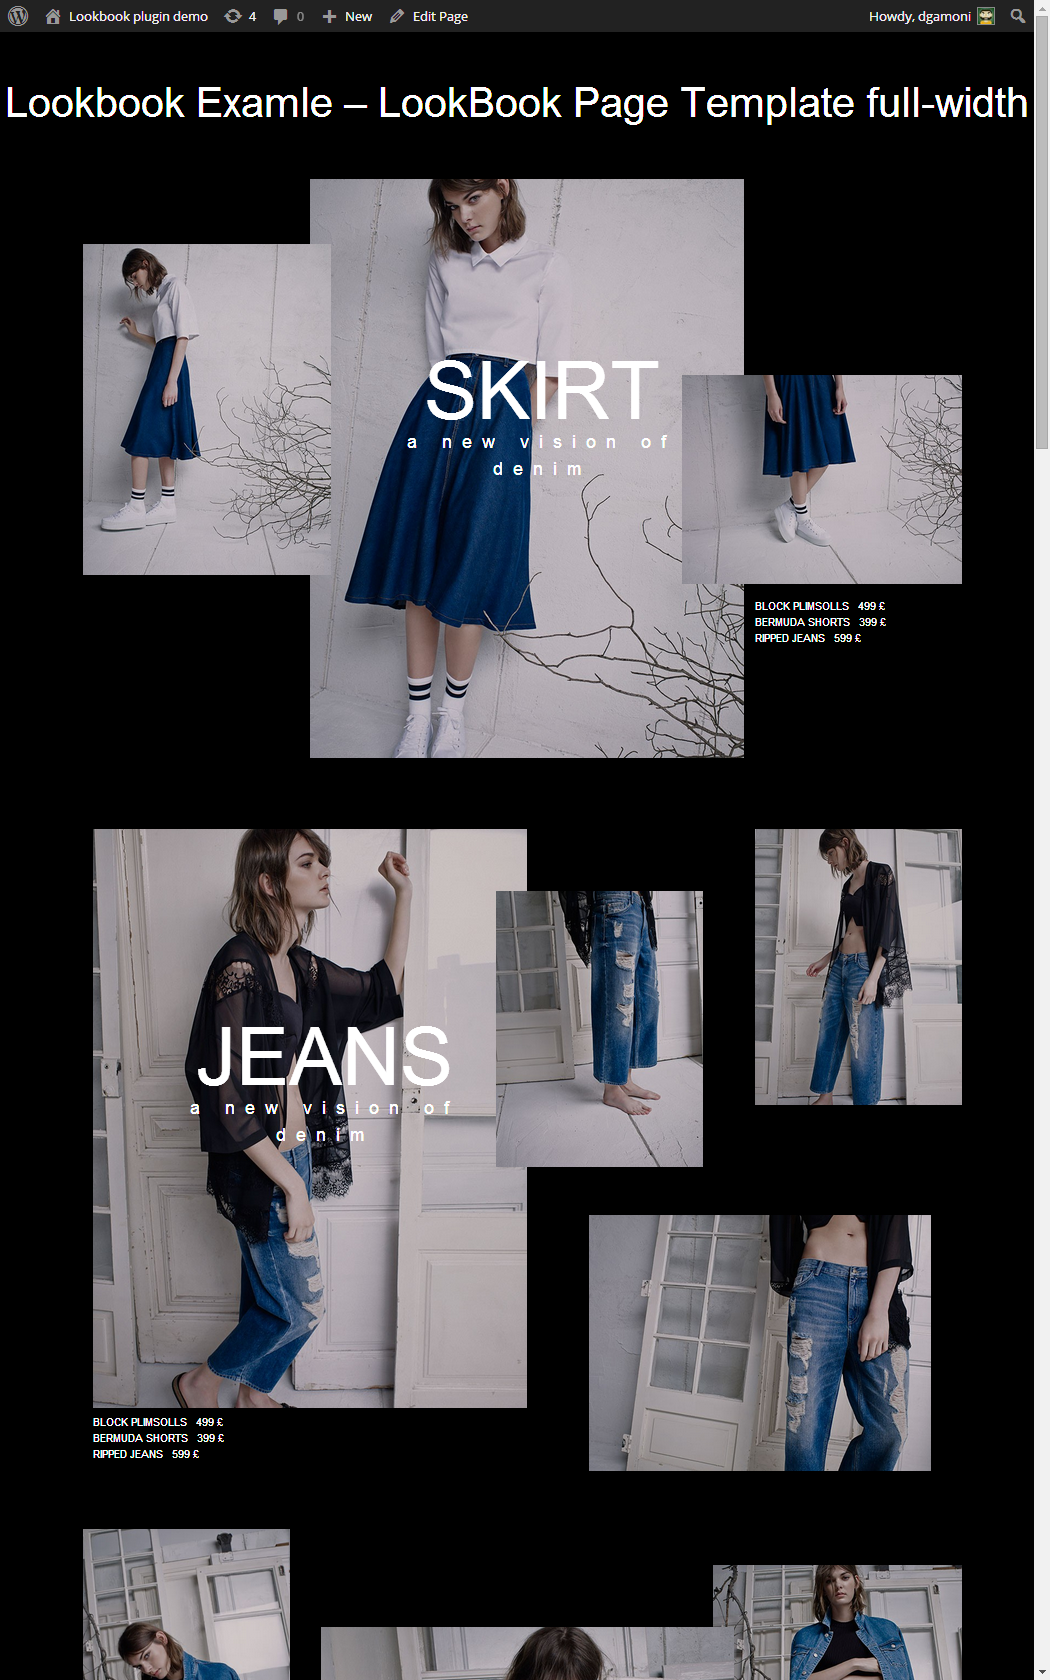 Lookbook plugin demo 4 0 New Edit Page Howdy, dgamoni
Lookbook Examle – LookBook Page Template full-width
SKIRT
a new vision of
denim
BLOCK PLIMSOLLS 499 £
BERMUDA SHORTS 399 £
RIPPED JEANS 599 £
JEANS
a new vision of
denim
BLOCK PLIMSOLLS 499 £
BERMUDA SHORTS 399 £
RIPPED JEANS 599 £